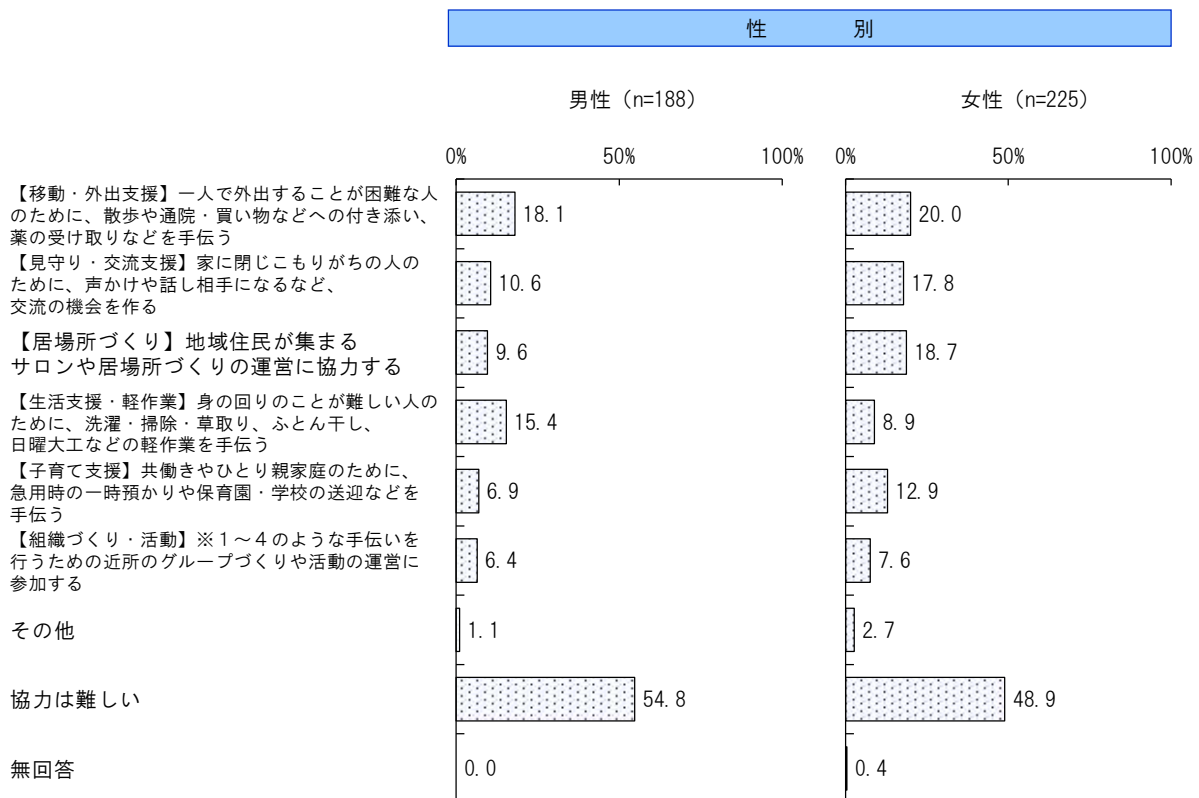 性 別
男性（n=188） 女性（n=225）
0% 50% 100% 0% 50% 100%
【移動・外出支援】一人で外出することが困難な人
のために、散歩や通院・買い物などへの付き添い、
薬の受け取りなどを手伝う
18.1 20.0
【見守り・交流支援】家に閉じこもりがちの人の
ために、声かけや話し相手になるなど、
交流の機会を作る
10.6 17.8
【居場所づくり】地域住民が集まる
サロンや居場所づくりの運営に協力する
9.6 18.7
【生活支援・軽作業】身の回りのことが難しい人の
ために、洗濯・掃除・草取り、ふとん干し、
日曜大工などの軽作業を手伝う
15.4 8.9
【子育て支援】共働きやひとり親家庭のために、
急用時の一時預かりや保育園・学校の送迎などを
手伝う
6.9 12.9
【組織づくり・活動】※１～４のような手伝いを
行うための近所のグループづくりや活動の運営に
参加する
6.4 7.6
その他 1.1 2.7
協力は難しい 54.8 48.9
無回答 0.0 0.4